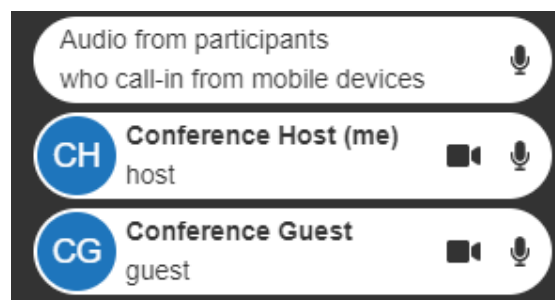 Audio from participants
who call-in from mobile devices
CH
Conference Host (me)
host
CG
Conference Guest
guest